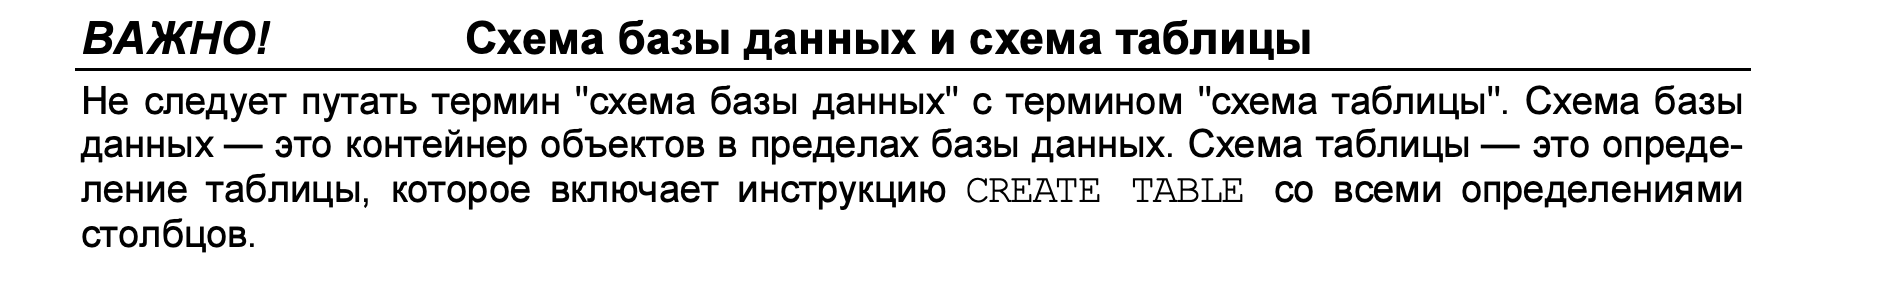 ВАЖНО! Схема базы данных и схема таблицы
Не следует путать термин "схема базы данных" с термином "схема таблицы". Схема базы
данных — это контейнер объектов в пределах базы данных. Схема таблицы — это опреде-
ление таблицы, которое включает инструкцию CREATE TABLE со всеми определениями
столбцов.